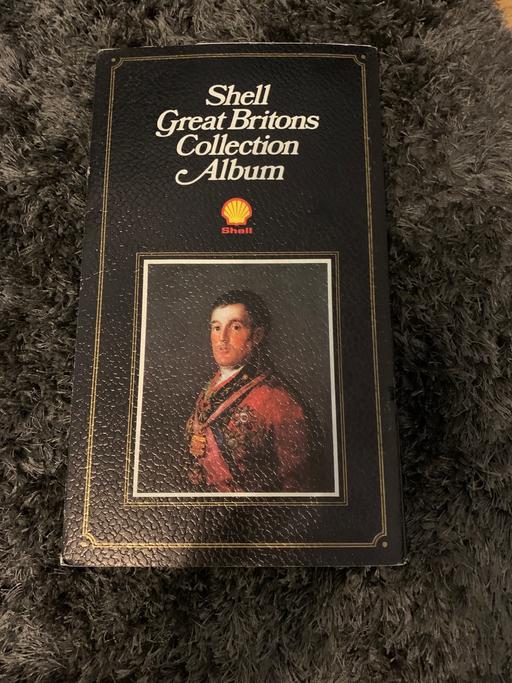 Shell
Great Britons
Collection
Album
Shell